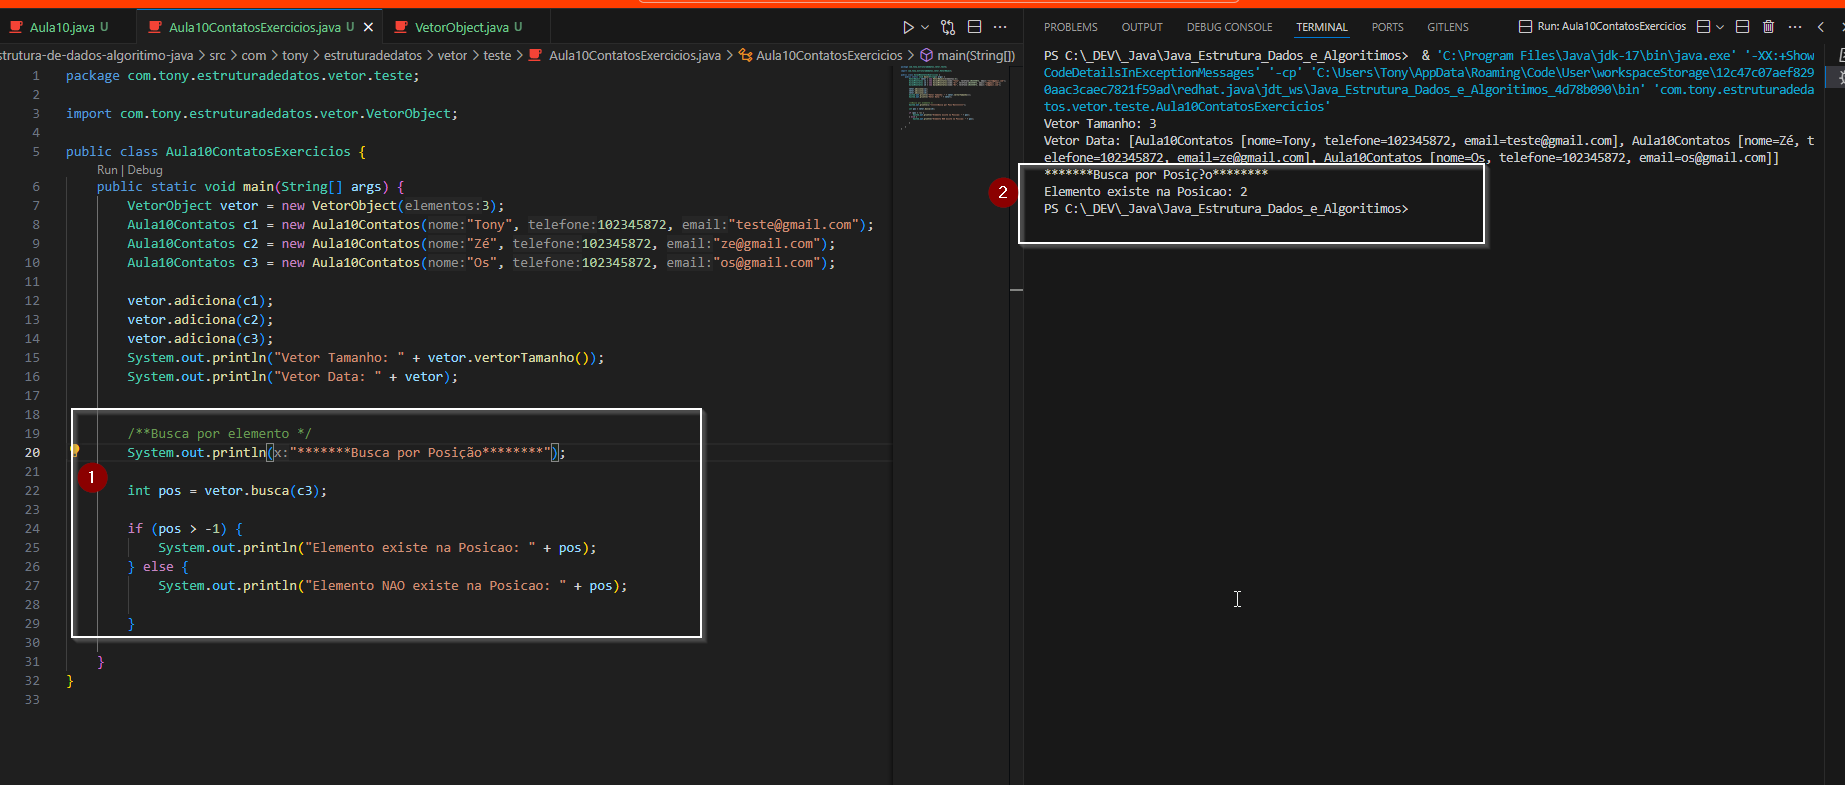 Aula10.java U
Aula10ContatosExercicios.java U
VetorObject.java U
strutura-de-dados-algoritimo-java > src > com > tony > estruturadedatos > vetor > teste > Aula10ContatosExercicios.java > Aula10ContatosExercicios > main(String[])
1 package com.tony.estruturadedatos.vetor.teste;
2
3 import com.tony.estruturadedatos.vetor.VetorObject;
4
5 public class Aula10ContatosExercicios {
Run | Debug
6 public static void main(String[] args) {
7 VetorObject vetor = new VetorObject(elementos:3);
8 Aula10Contatos c1 = new Aula10Contatos(nome:"Tony", telefone:102345872, email:"teste@gmail.com");
9 Aula10Contatos c2 = new Aula10Contatos(nome:"Zé", telefone:102345872, email:"ze@gmail.com");
10 Aula10Contatos c3 = new Aula10Contatos(nome:"Os", telefone:102345872, email:"os@gmail.com");
11
12 vetor.adiciona(c1);
13 vetor.adiciona(c2);
14 vetor.adiciona(c3);
15 System.out.println("Vetor Tamanho: " + vetor.vertorTamanho());
16 System.out.println("Vetor Data: " + vetor);
17
18
19 /**Busca por elemento */
20 System.out.println(x:"*******Busca por Posição********");
21
1
22 int pos = vetor.busca(c3);
23
24 if (pos > -1) {
25 System.out.println("Elemento existe na Posicao: " + pos);
26 } else {
27 System.out.println("Elemento NAO existe na Posicao: " + pos);
28
29 }
30
31 }
32 }
33
PROBLEMS OUTPUT DEBUG CONSOLE TERMINAL PORTS GITLENS
Run: Aula10ContatosExercicios
PS C:\_DEV\_Java\Java_Estrutura_Dados_e_Algoritimos> & 'C:\Program Files\Java\jdk-17\bin\java.exe' '-XX:+Show
CodeDetailsInExceptionMessages' '-cp' 'C:\Users\Tony\AppData\Roaming\Code\User\workspaceStorage\12c47c07aef829
0aac3caec7821f59ad\redhat.java\jdt_ws\Java_Estrutura_Dados_e_Algoritimos_4d78b090\bin' 'com.tony.estruturadeda
tos.vetor.teste.Aula10ContatosExercicios'
Vetor Tamanho: 3
Vetor Data: [Aula10Contatos [nome=Tony, telefone=102345872, email=teste@gmail.com], Aula10Contatos [nome=Zé, t
elefone=102345872, email=ze@gmail.com], Aula10Contatos [nome=Os, telefone=102345872, email=os@gmail.com]]
*******Busca por Posiç?o********
2
Elemento existe na Posicao: 2
PS C:\_DEV\_Java\Java_Estrutura_Dados_e_Algoritimos>